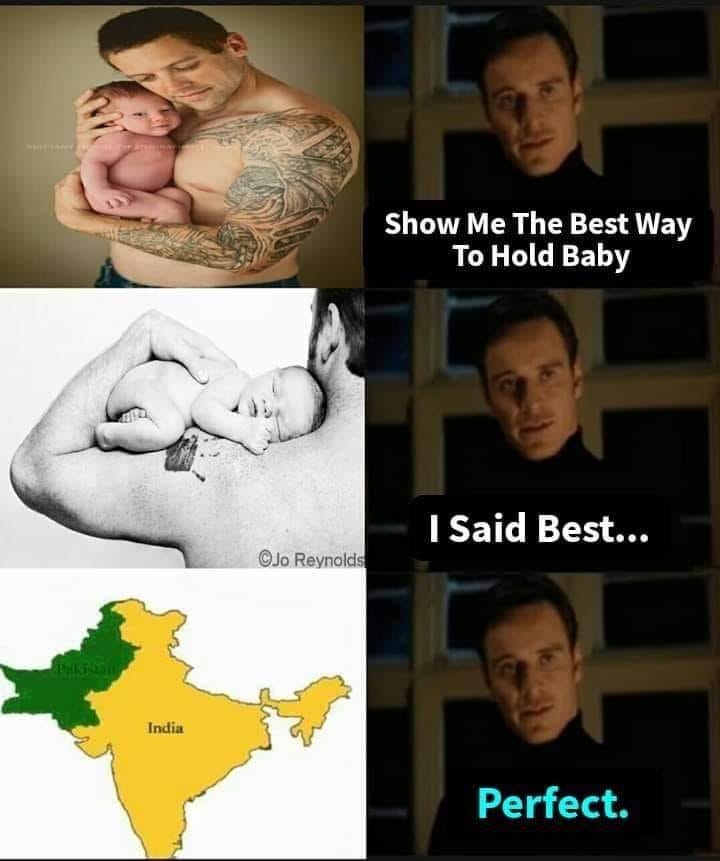 Show Me The Best Way
To Hold Baby
I Said Best...
©Jo Reynolds
Pakistan
India
Perfect.